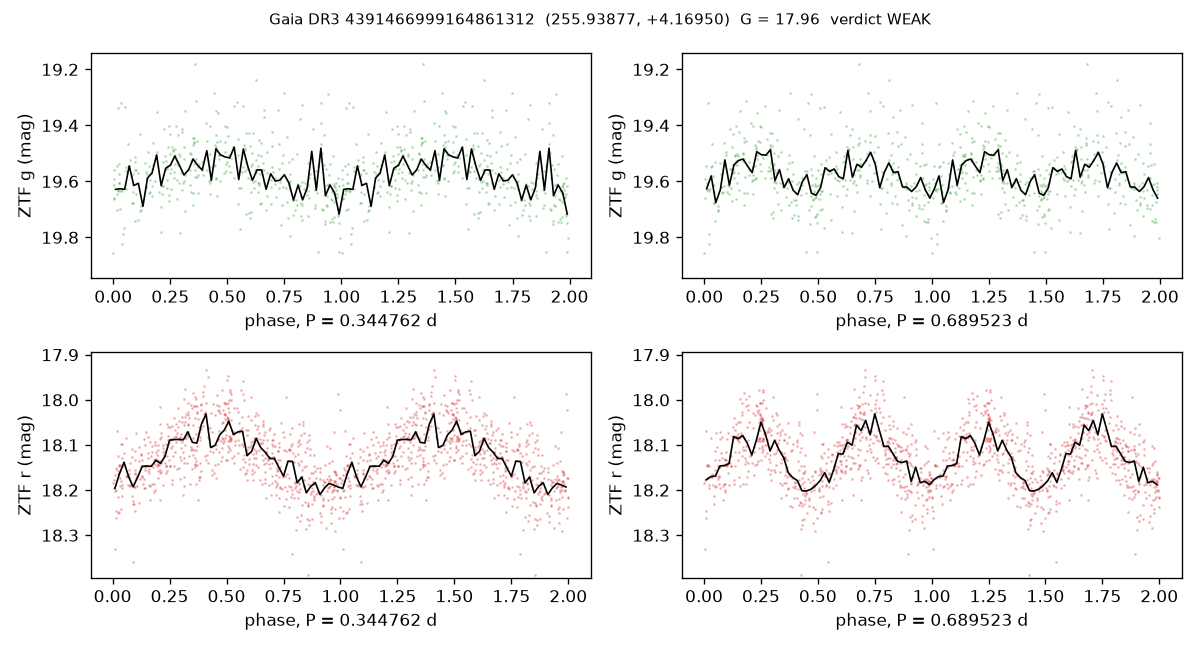 Gaia DR3 4391466999164861312  (255.93877, +4.16950)  G = 17.96  verdict WEAK
ZTF g (mag)
19.2
19.4
19.6
19.8
0.00 0.25 0.50 0.75 1.00 1.25 1.50 1.75 2.00
phase, P = 0.344762 d
ZTF g (mag)
19.2
19.4
19.6
19.8
0.00 0.25 0.50 0.75 1.00 1.25 1.50 1.75 2.00
phase, P = 0.689523 d
ZTF r (mag)
17.9
18.0
18.1
18.2
18.3
0.00 0.25 0.50 0.75 1.00 1.25 1.50 1.75 2.00
phase, P = 0.344762 d
ZTF r (mag)
17.9
18.0
18.1
18.2
18.3
0.00 0.25 0.50 0.75 1.00 1.25 1.50 1.75 2.00
phase, P = 0.689523 d